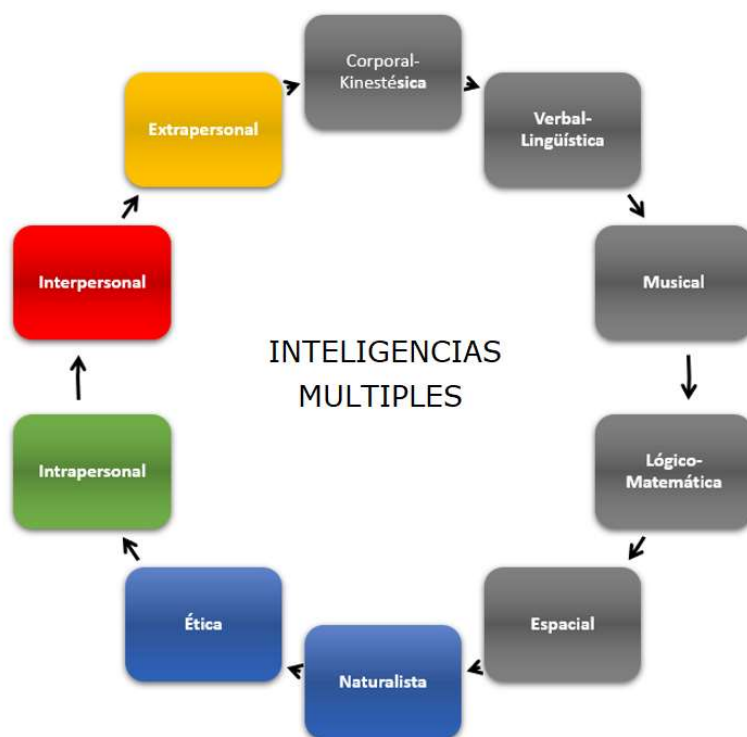 Corporal-
Kinestésica
Verbal-
Lingüística
Musical
Lógico-
Matemática
Espacial
Naturalista
Ética
Intrapersonal
Interpersonal
Extrapersonal
INTELIGENCIAS
MULTIPLES